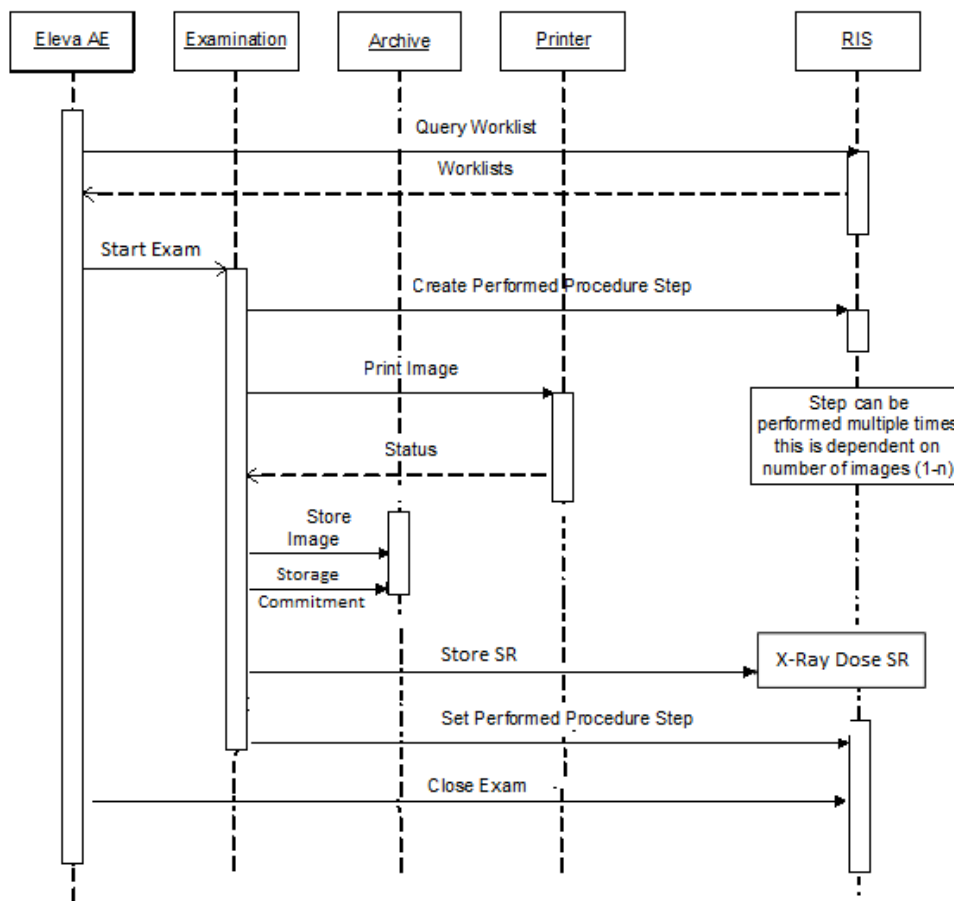 Eleva AE
Examination
Archive
Printer
RIS
Query Worklist
Worklists
Start Exam
Create Performed Procedure Step
Print Image
Step can be
performed multiple times
this is dependent on
number of images (1-n)
Status
Store
Image
Storage
Commitment
Store SR
X-Ray Dose SR
Set Performed Procedure Step
Close Exam